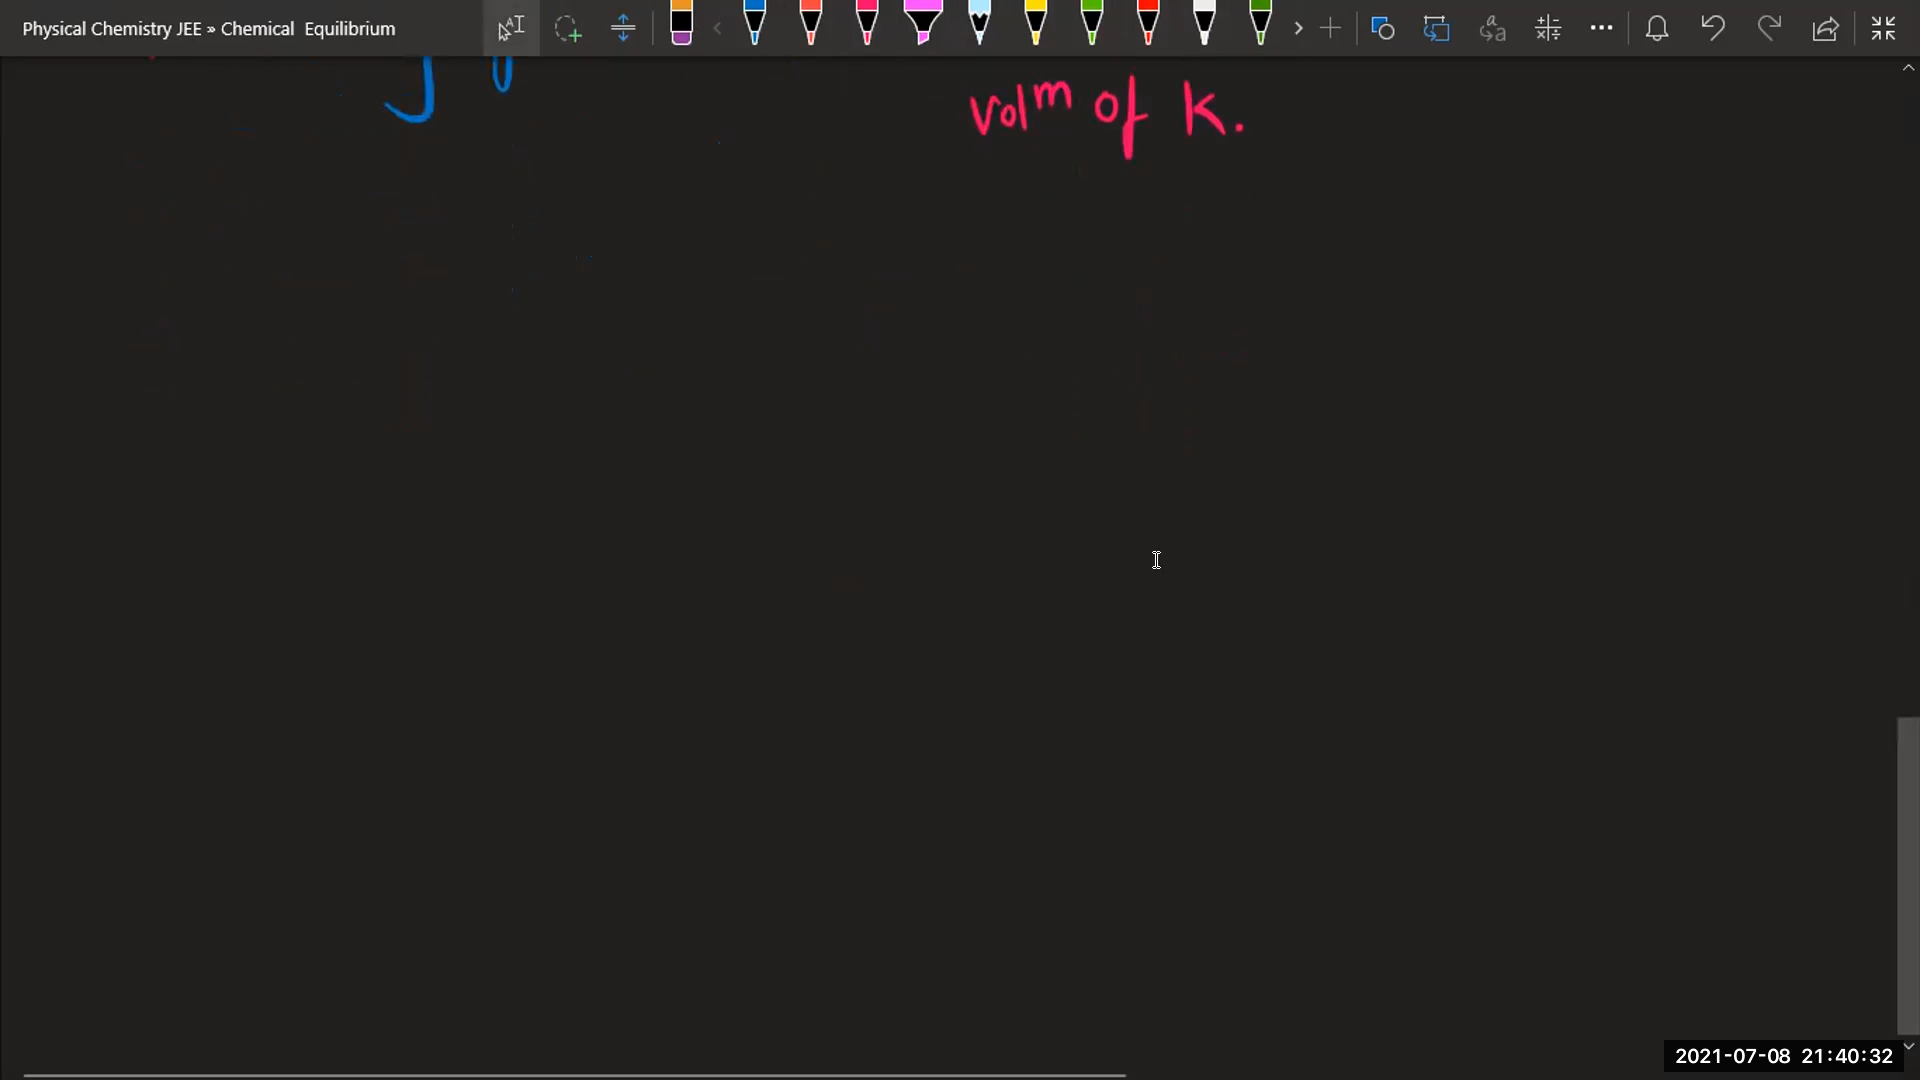 Physical Chemistry JEE » Chemical Equilibrium
volm of K.
2021-07-08 21:40:32